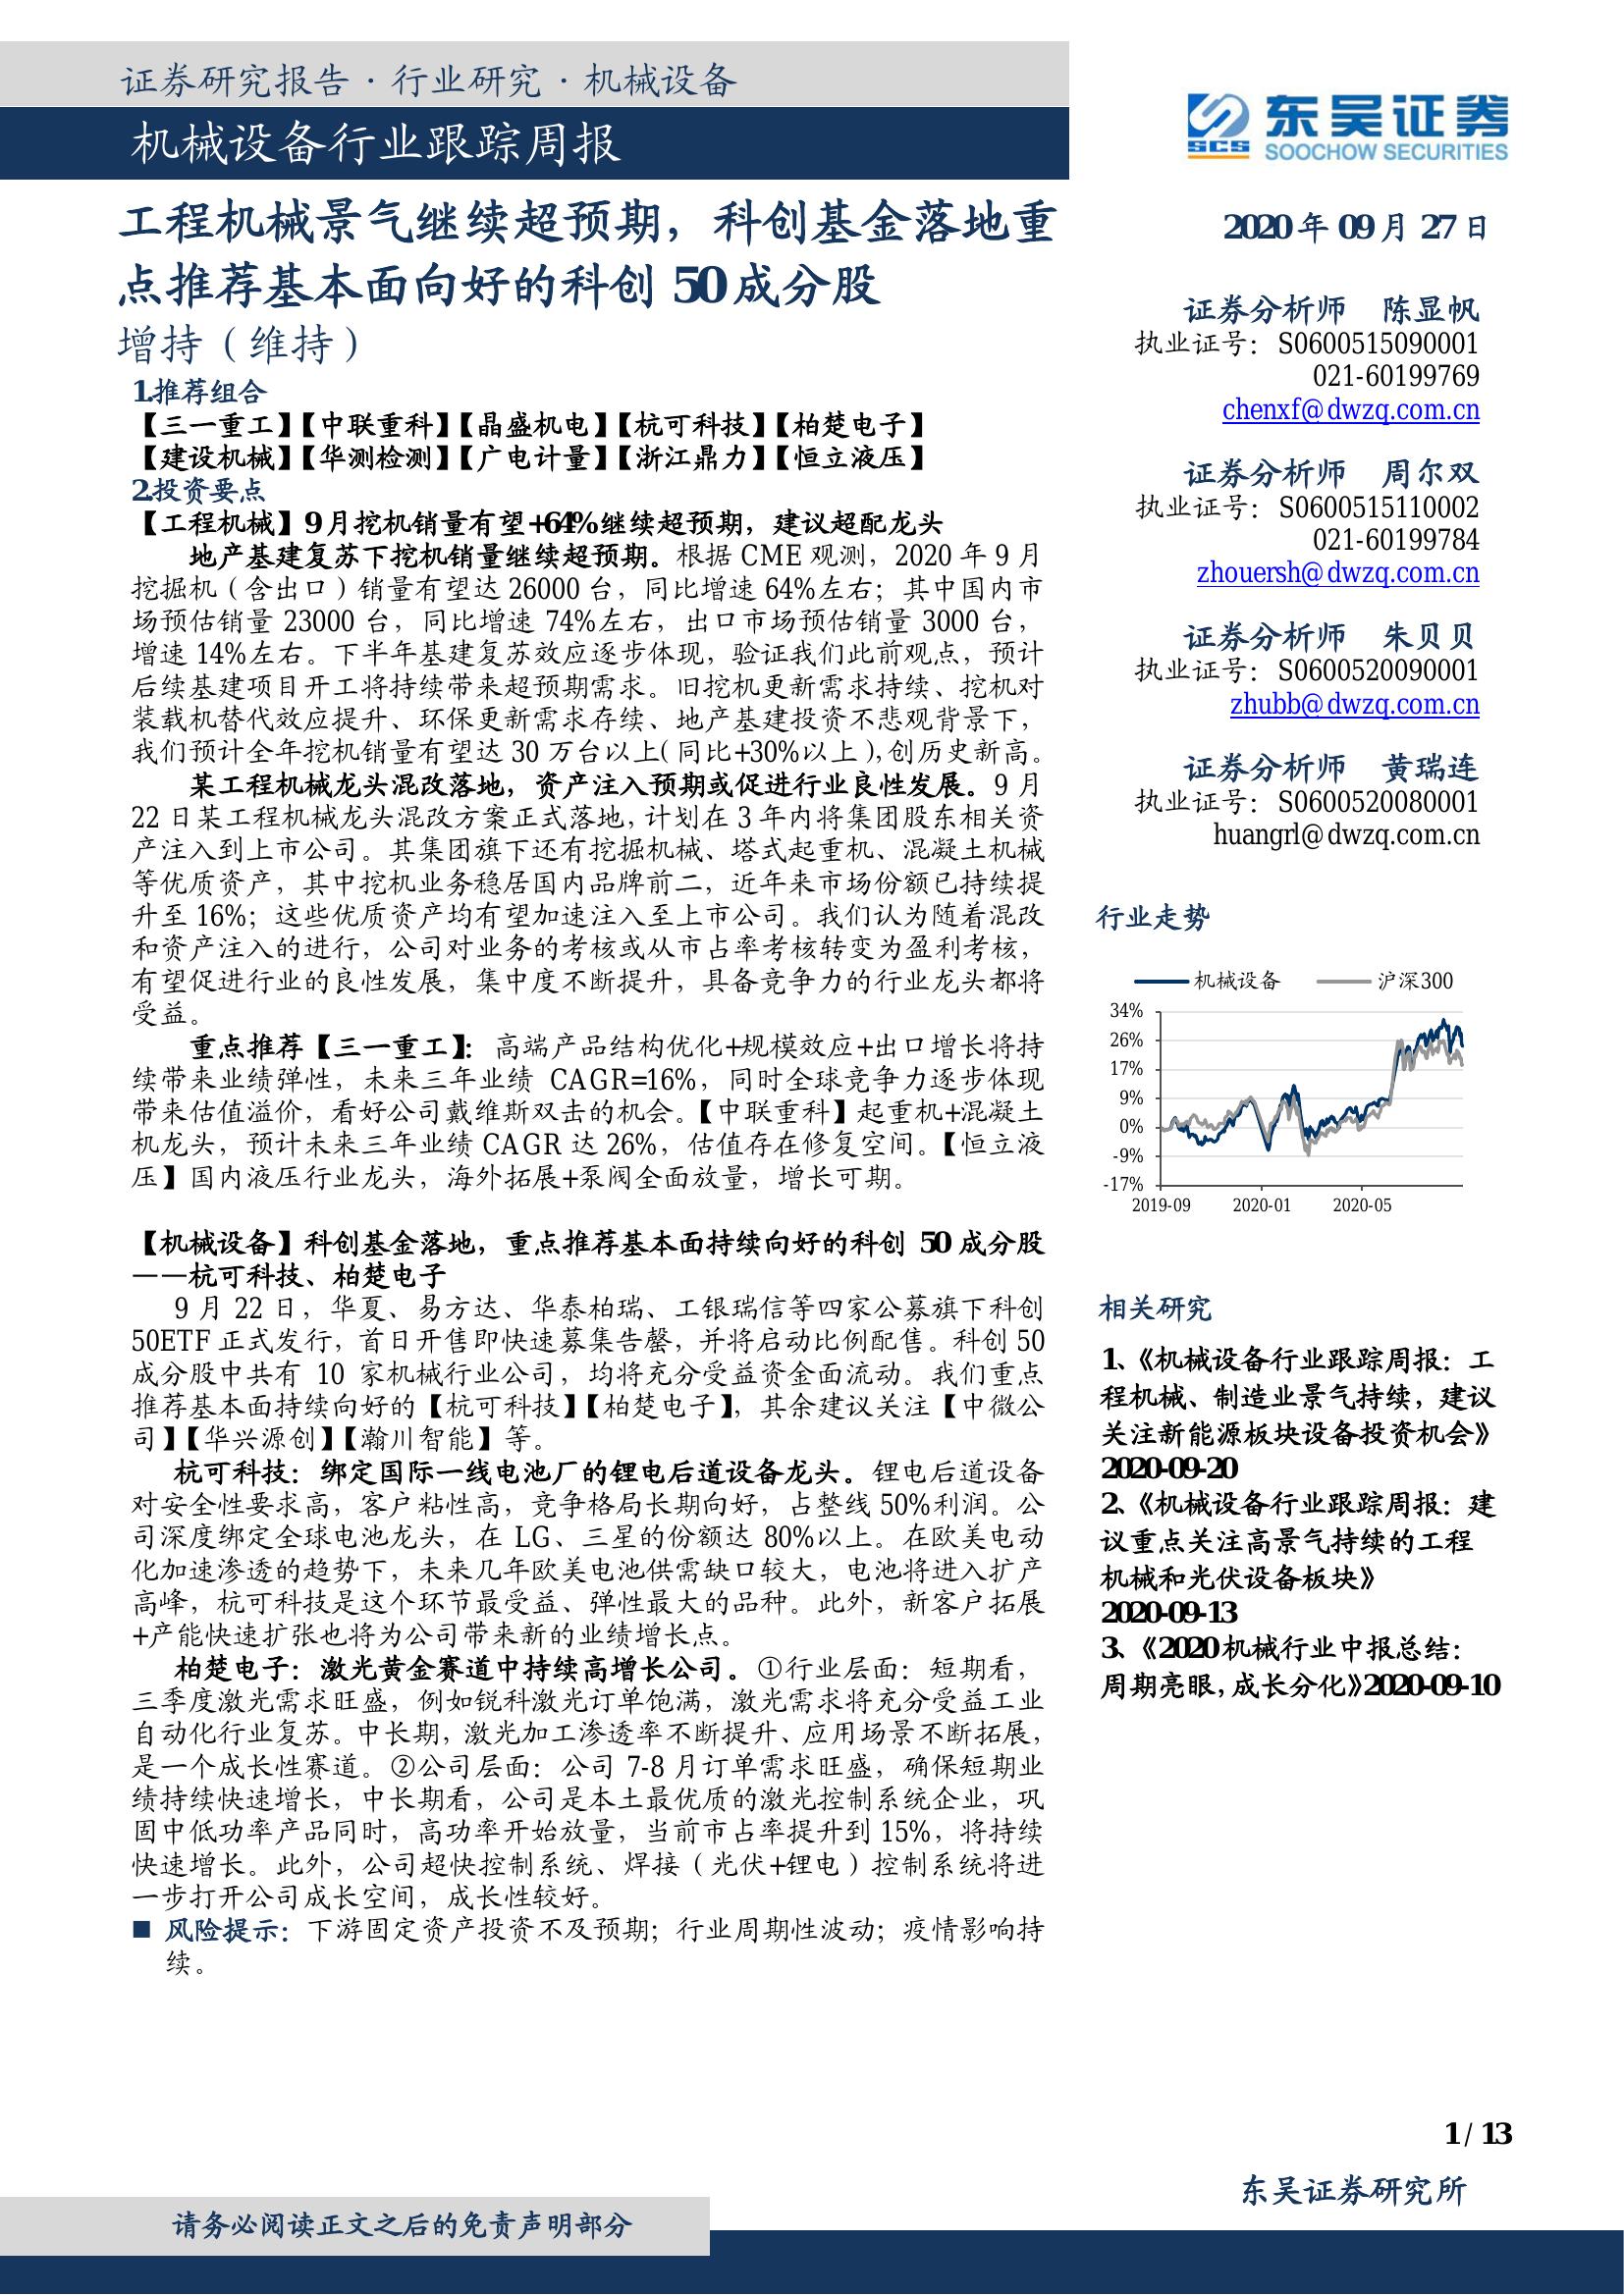 证券研究报告·行业研究·机械设备
机械设备行业跟踪周报
东吴证券
SCS
SOOCHOW SECURITIES
工程机械景气继续超预期，科创基金落地重
点推荐基本面向好的科创 50 成分股
增持（维持）
1.推荐组合
【三一重工】【中联重科】【晶盛机电】【杭可科技】【柏楚电子】
【建设机械】【华测检测】【广电计量】【浙江鼎力】【恒立液压】
2.投资要点
【工程机械】9 月挖机销量有望+64%继续超预期，建议超配龙头
地产基建复苏下挖机销量继续超预期。根据 CME 观测，2020 年 9 月
挖掘机（含出口）销量有望达 26000 台，同比增速 64%左右；其中国内市
场预估销量 23000 台，同比增速 74%左右，出口市场预估销量 3000 台，
增速 14%左右。下半年基建复苏效应逐步体现，验证我们此前观点，预计
后续基建项目开工将持续带来超预期需求。旧挖机更新需求持续、挖机对
装载机替代效应提升、环保更新需求存续、地产基建投资不悲观背景下，
我们预计全年挖机销量有望达 30 万台以上（同比+30%以上），创历史新高。
某工程机械龙头混改落地，资产注入预期或促进行业良性发展。9 月
22 日某工程机械龙头混改方案正式落地，计划在 3 年内将集团股东相关资
产注入到上市公司。其集团旗下还有挖掘机械、塔式起重机、混凝土机械
等优质资产，其中挖机业务稳居国内品牌前二，近年来市场份额已持续提
升至 16%；这些优质资产均有望加速注入至上市公司。我们认为随着混改
和资产注入的进行，公司对业务的考核或从市占率考核转变为盈利考核，
有望促进行业的良性发展，集中度不断提升，具备竞争力的行业龙头都将
受益。
重点推荐【三一重工】：高端产品结构优化+规模效应+出口增长将持
续带来业绩弹性，未来三年业绩 CAGR=16%，同时全球竞争力逐步体现
带来估值溢价，看好公司戴维斯双击的机会。【中联重科】起重机+混凝土
机龙头，预计未来三年业绩 CAGR 达 26%，估值存在修复空间。【恒立液
压】国内液压行业龙头，海外拓展+泵阀全面放量，增长可期。
【机械设备】科创基金落地，重点推荐基本面持续向好的科创 50 成分股
——杭可科技、柏楚电子
9 月 22 日，华夏、易方达、华泰柏瑞、工银瑞信等四家公募旗下科创
50ETF 正式发行，首日开售即快速募集告罄，并将启动比例配售。科创 50
成分股中共有 10 家机械行业公司，均将充分受益资金面流动。我们重点
推荐基本面持续向好的【杭可科技】【柏楚电子】，其余建议关注【中微公
司】【华兴源创】【瀚川智能】等。
杭可科技：绑定国际一线电池厂的锂电后道设备龙头。锂电后道设备
对安全性要求高，客户粘性高，竞争格局长期向好，占整线 50%利润。公
司深度绑定全球电池龙头，在 LG、三星的份额达 80%以上。在欧美电动
化加速渗透的趋势下，未来几年欧美电池供需缺口较大，电池将进入扩产
高峰，杭可科技是这个环节最受益、弹性最大的品种。此外，新客户拓展
+产能快速扩张也将为公司带来新的业绩增长点。
柏楚电子：激光黄金赛道中持续高增长公司。①行业层面：短期看，
三季度激光需求旺盛，例如锐科激光订单饱满，激光需求将充分受益工业
自动化行业复苏。中长期，激光加工渗透率不断提升、应用场景不断拓展，
是一个成长性赛道。②公司层面：公司 7-8 月订单需求旺盛，确保短期业
绩持续快速增长，中长期看，公司是本土最优质的激光控制系统企业，巩
固中低功率产品同时，高功率开始放量，当前市占率提升到 15%，将持续
快速增长。此外，公司超快控制系统、焊接（光伏+锂电）控制系统将进
一步打开公司成长空间，成长性较好。
■ 风险提示：下游固定资产投资不及预期；行业周期性波动；疫情影响持
续。
2020 年 09 月 27 日
证券分析师 陈显帆
执业证号：S0600515090001
021-60199769
chenxf@dwzq.com.cn
证券分析师 周尔双
执业证号：S0600515110002
021-60199784
zhouersh@dwzq.com.cn
证券分析师 朱贝贝
执业证号：S0600520090001
zhubb@dwzq.com.cn
证券分析师 黄瑞连
执业证号：S0600520080001
huangrl@dwzq.com.cn
行业走势
机械设备 沪深300
34%
26%
17%
9%
0%
-9%
-17%
2019-09 2020-01 2020-05
相关研究
1、《机械设备行业跟踪周报：工
程机械、制造业景气持续，建议
关注新能源板块设备投资机会》
2020-09-20
2、《机械设备行业跟踪周报：建
议重点关注高景气持续的工程
机械和光伏设备板块》
2020-09-13
3、《2020 机械行业中报总结：
周期亮眼，成长分化》2020-09-10
1 / 13
东吴证券研究所
请务必阅读正文之后的免责声明部分